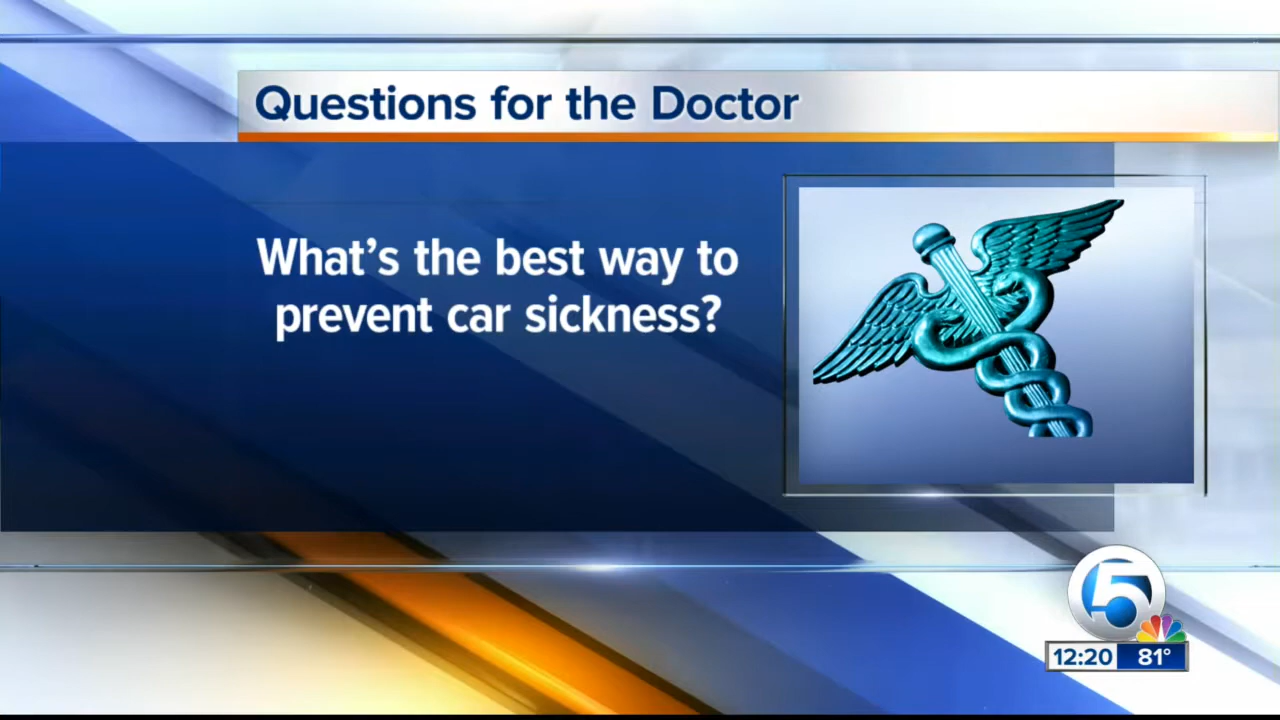 Questions for the Doctor
What's the best way to
prevent car sickness?
5
12:20 81°